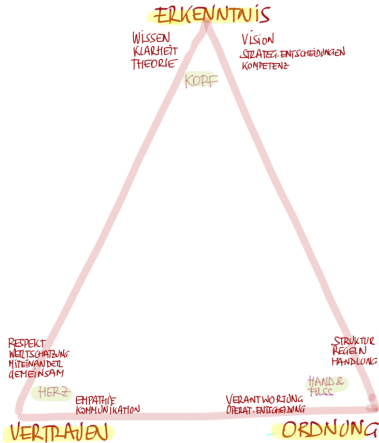 ERKENNTNIS
WISSEN
KLARHEIT
THEORIE
VISION
STRATEG. ENTSCHEIDUNGEN
KOMPETENZ
KOPF
RESPEKT
WERTSCHÄTZUNG
MITEINANDER
GEMEINSAM
HERZ
EMPATHIE
KOMMUNIKATION
VERTRAUEN
STRUKTUR
REGELN
HANDLUNG
HAND &
FUSS
VERANTWORTUNG
OPERAT. ENTSCHEIDUNG
ORDNUNG